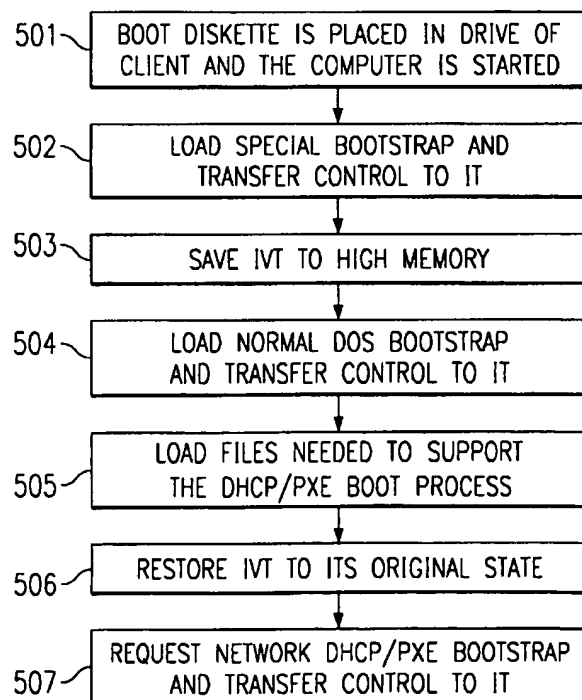 501
BOOT DISKETTE IS PLACED IN DRIVE OF
CLIENT AND THE COMPUTER IS STARTED
502
LOAD SPECIAL BOOTSTRAP AND
TRANSFER CONTROL TO IT
503
SAVE IVT TO HIGH MEMORY
504
LOAD NORMAL DOS BOOTSTRAP
AND TRANSFER CONTROL TO IT
505
LOAD FILES NEEDED TO SUPPORT
THE DHCP/PXE BOOT PROCESS
506
RESTORE IVT TO ITS ORIGINAL STATE
507
REQUEST NETWORK DHCP/PXE BOOTSTRAP
AND TRANSFER CONTROL TO IT